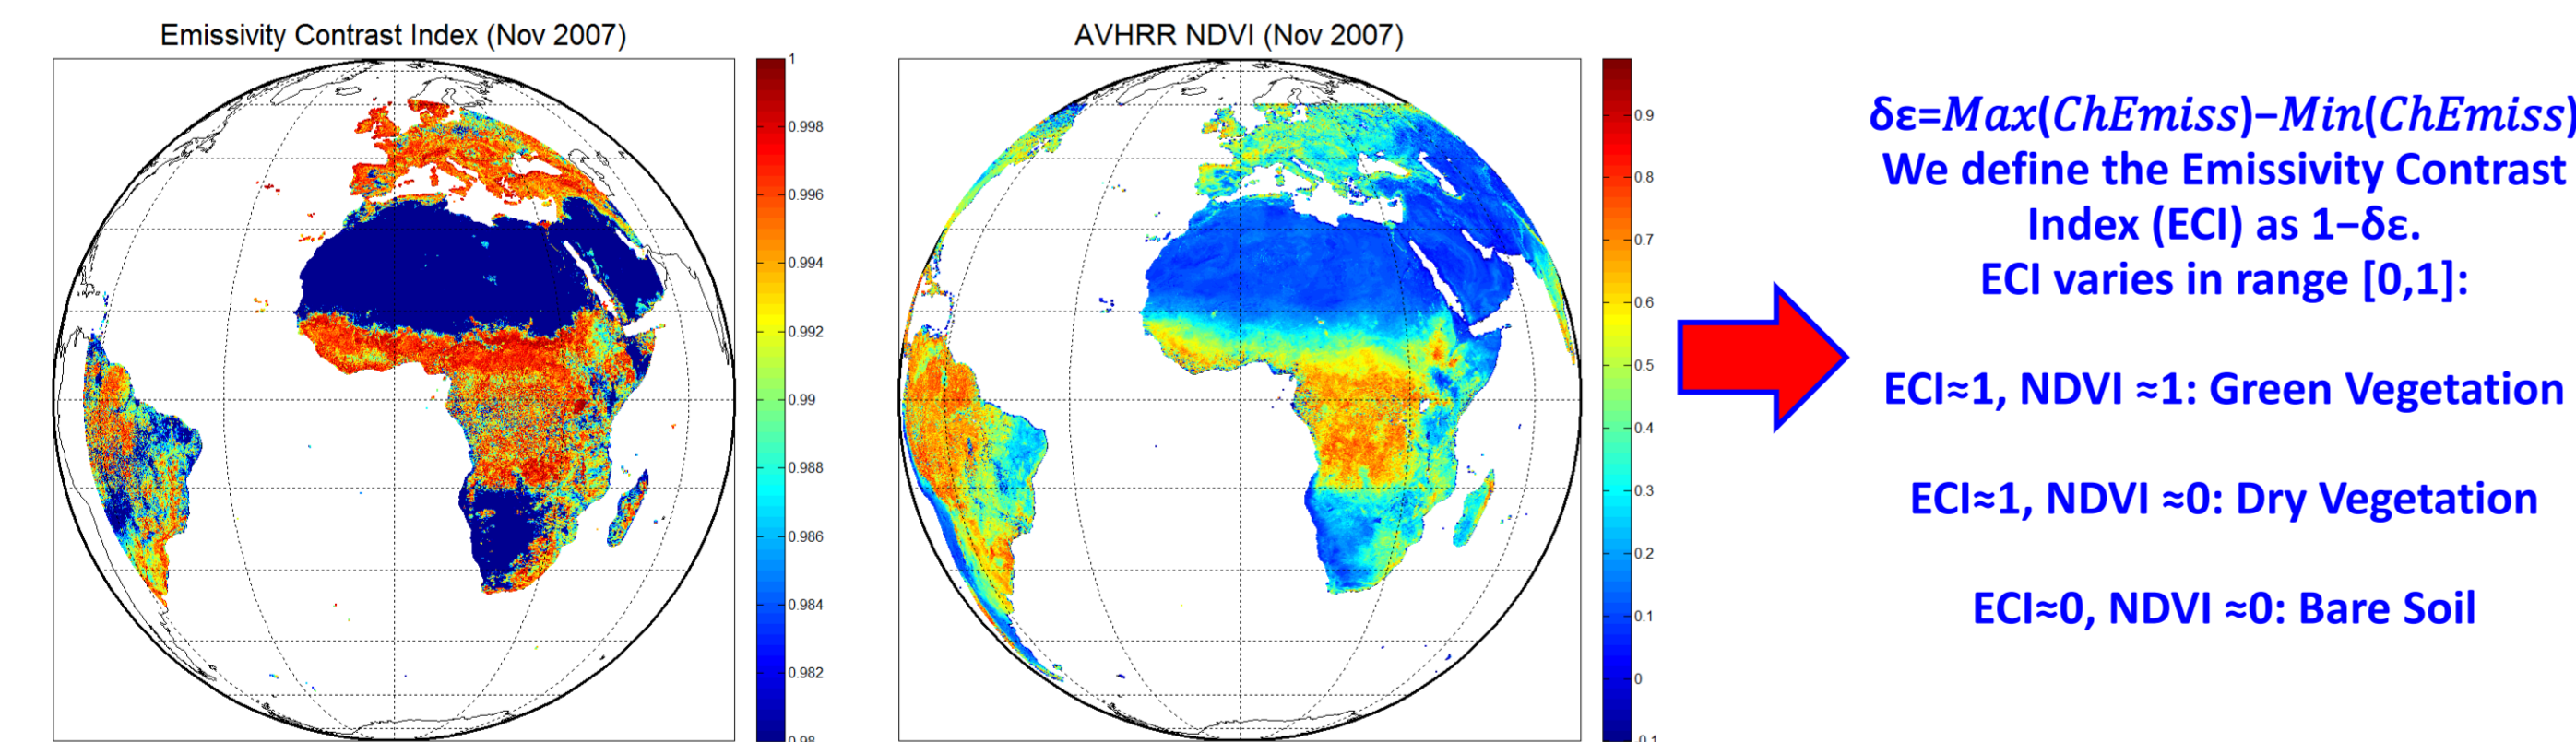 Emissivity Contrast Index (Nov 2007)
1
0.998
0.996
0.994
0.992
0.99
0.988
0.986
0.984
0.982
0.98
AVHRR NDVI (Nov 2007)
0.9
0.8
0.7
0.6
0.5
0.4
0.3
0.2
0.1
0
-0.1
δε=Max(ChEmiss)−Min(ChEmiss)
We define the Emissivity Contrast
Index (ECI) as 1−δε.
ECI varies in range [0,1]:
ECI≈1, NDVI ≈1: Green Vegetation
ECI≈1, NDVI ≈0: Dry Vegetation
ECI≈0, NDVI ≈0: Bare Soil